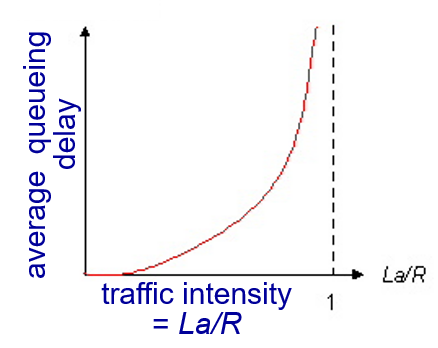 average queueing
delay
La/R
traffic intensity
= La/R
1